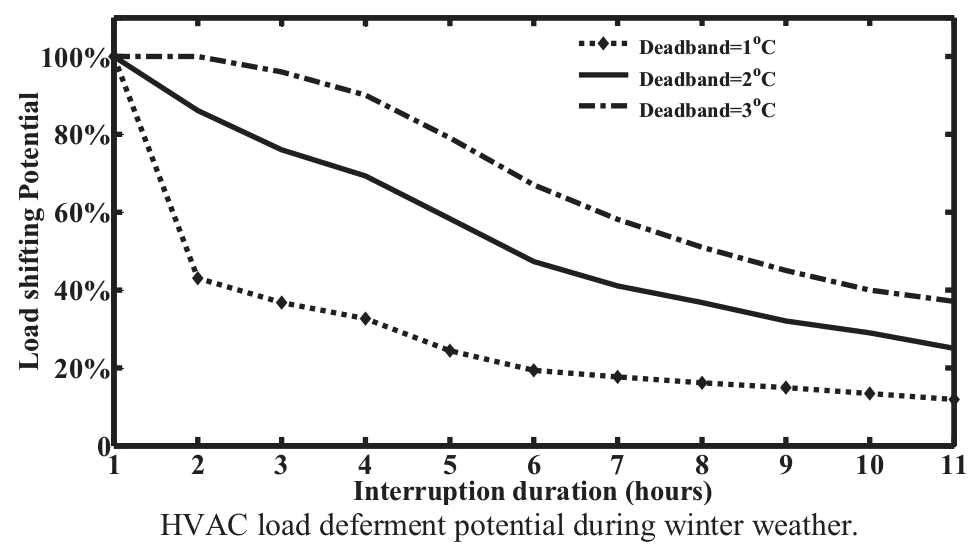 Load shifting Potential
100%
80%
60%
40%
20%
0
Deadband=1°C
Deadband=2°C
Deadband=3°C
1 2 3 4 5 6 7 8 9 10 11
Interruption duration (hours)
HVAC load deferment potential during winter weather.